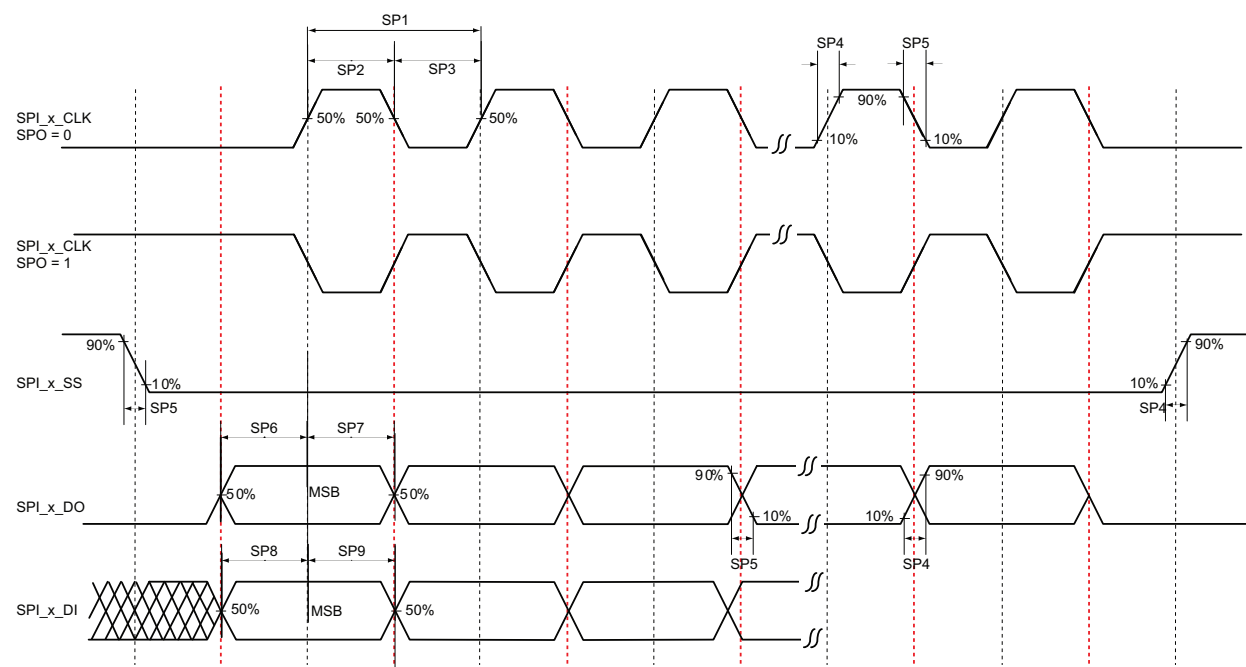 SP1
SP4
SP5
SP2
SP3
SPI_x_CLK
SPO = 0
50%
50%
50%
90%
10%
10%
SPI_x_CLK
SPO = 1
90%
90%
SPI_x_SS
10%
10%
SP5
SP4
SP6
SP7
90%
90%
50%
MSB
50%
SPI_x_DO
10%
10%
SP8
SP9
SP5
SP4
SPI_x_DI
50%
MSB
50%